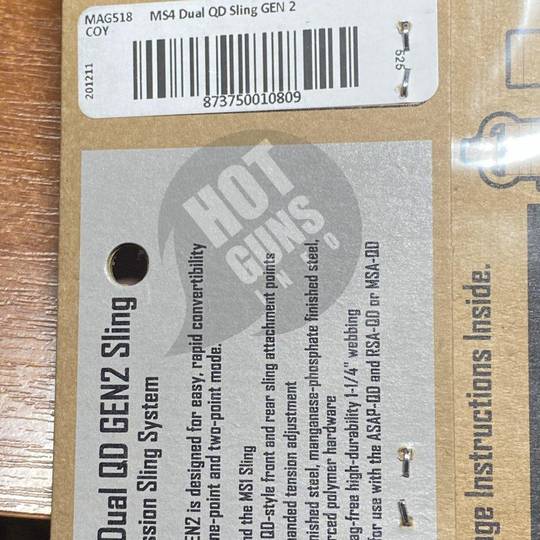 MAG518 MS4 Dual QD Sling GEN 2
COY
201211
525
873750010809
HOT
GUNS
INFO
Dual QD GEN2 Sling
ssion Sling System
EN2 is designed for easy, rapid convertibility
ne-point and two-point mode.
nd the MS1 Sling
QD-style front and rear sling attachment points
anded tension adjustment
nished steel, manganese-phosphate finished steel,
rced polymer hardware
ag-free high-durability 1-1/4" webbing
for use with the ASAP-QD and RSA-QD or MSA-QD
ge Instructions Inside.